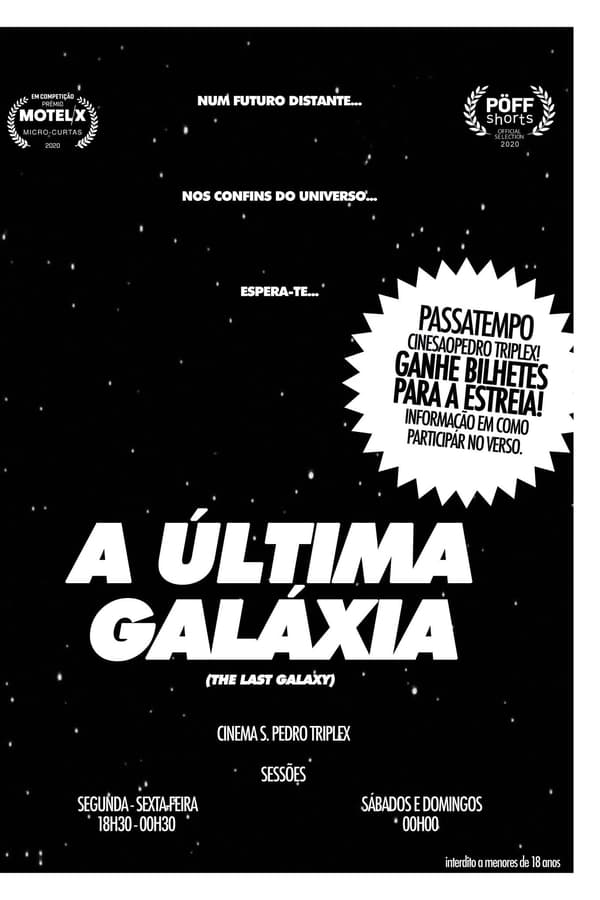 EM COMPETIÇÃO
PRÉMIO
MOTELX
MICRO-CURTAS
2020
NUM FUTURO DISTANTE...
PÖFF
shorts
OFFICIAL
SELECTION
2020
NOS CONFINS DO UNIVERSO...
ESPERA-TE...
PASSATEMPO
CINESAOPEDRO TRIPLEX!
GANHE BILHETES
PARA A ESTREIA!
INFORMAÇÃO EM COMO
PARTICIPAR NO VERSO.
A ÚLTIMA
GALÁXIA
(THE LAST GALAXY)
CINEMA S. PEDRO TRIPLEX
SESSÕES
SEGUNDA - SEXTA-FEIRA
18H30 - 00H30
SÁBADOS E DOMINGOS
00H00
interdito a menores de 18 anos